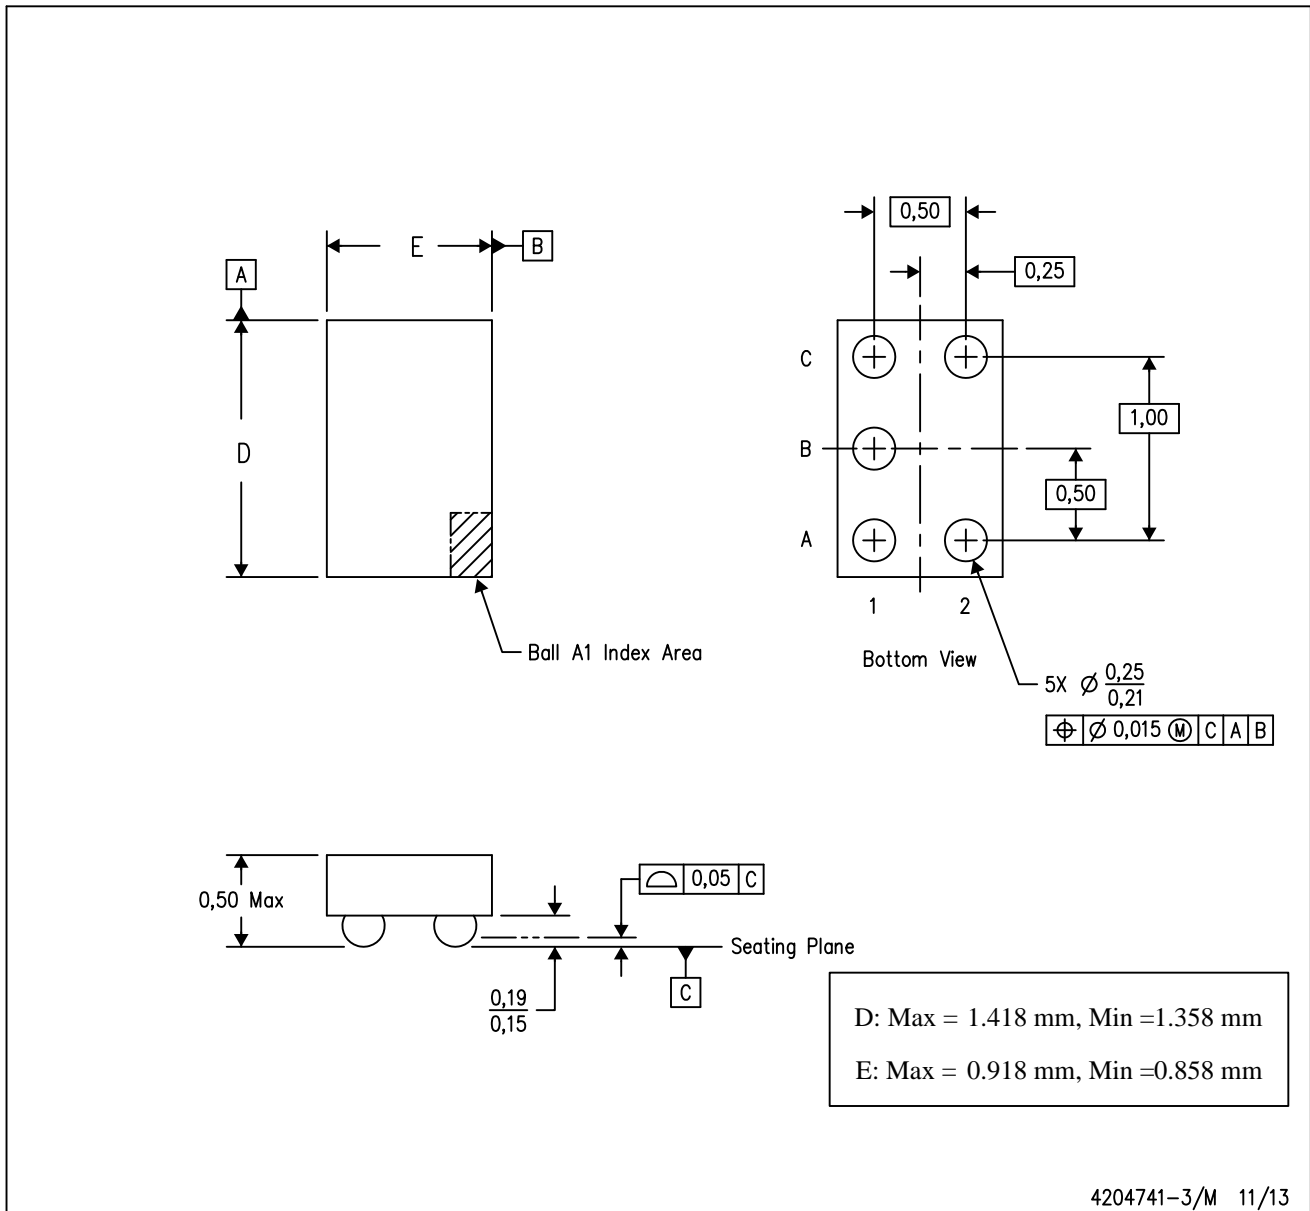 0,50
E
B
A
0,25
C
1,00
D
B
0,50
A
1 2
Ball A1 Index Area
Bottom View
5X Ø 0,25
0,21
⌖ Ø 0,015 Ⓜ C A B
0,50 Max
⌓ 0,05 C
Seating Plane
C
0,19
0,15
D: Max = 1.418 mm, Min =1.358 mm
E: Max = 0.918 mm, Min =0.858 mm
4204741-3/M 11/13